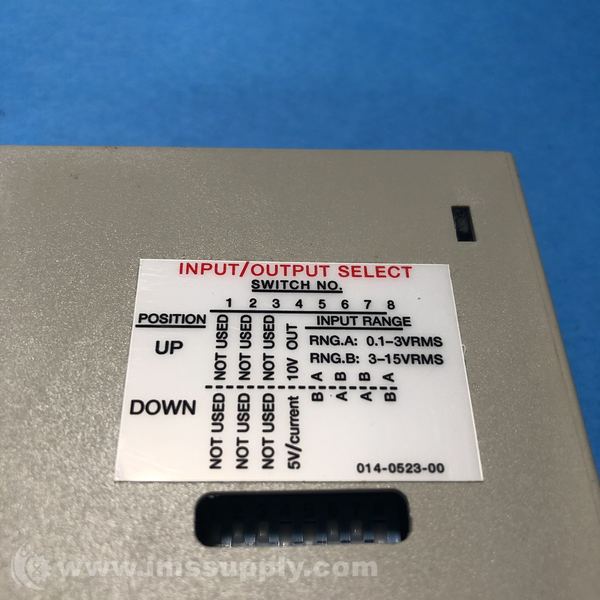 INPUT/OUTPUT SELECT
SWITCH NO.
1 2 3 4 5 6 7 8
POSITION
INPUT RANGE
UP
NOT USED
NOT USED
NOT USED
10V OUT
RNG.A: 0.1-3VRMS
RNG.B: 3-15VRMS
A B B A
DOWN
NOT USED
NOT USED
NOT USED
5V/current
B A A B
014-0523-00
www.imssupply.com